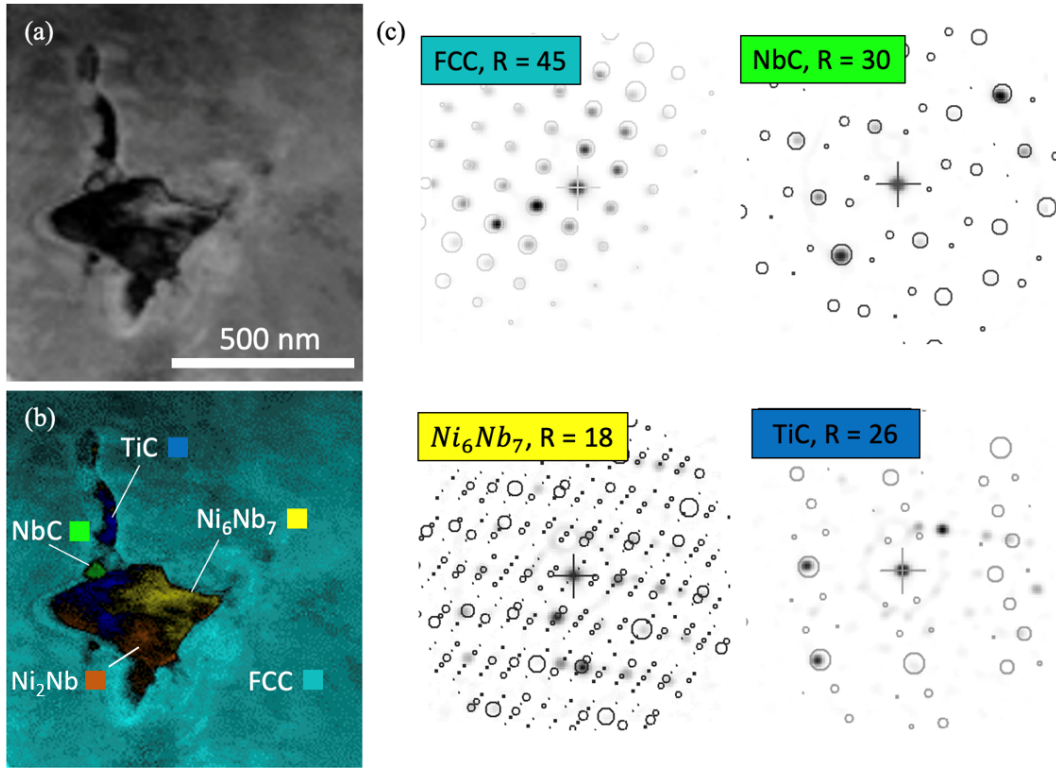 (a)
500 nm
(b)
TiC
NbC
Ni₆Nb₇
Ni₂Nb
FCC
(c)
FCC, R = 45
NbC, R = 30
Ni₆Nb₇, R = 18
TiC, R = 26